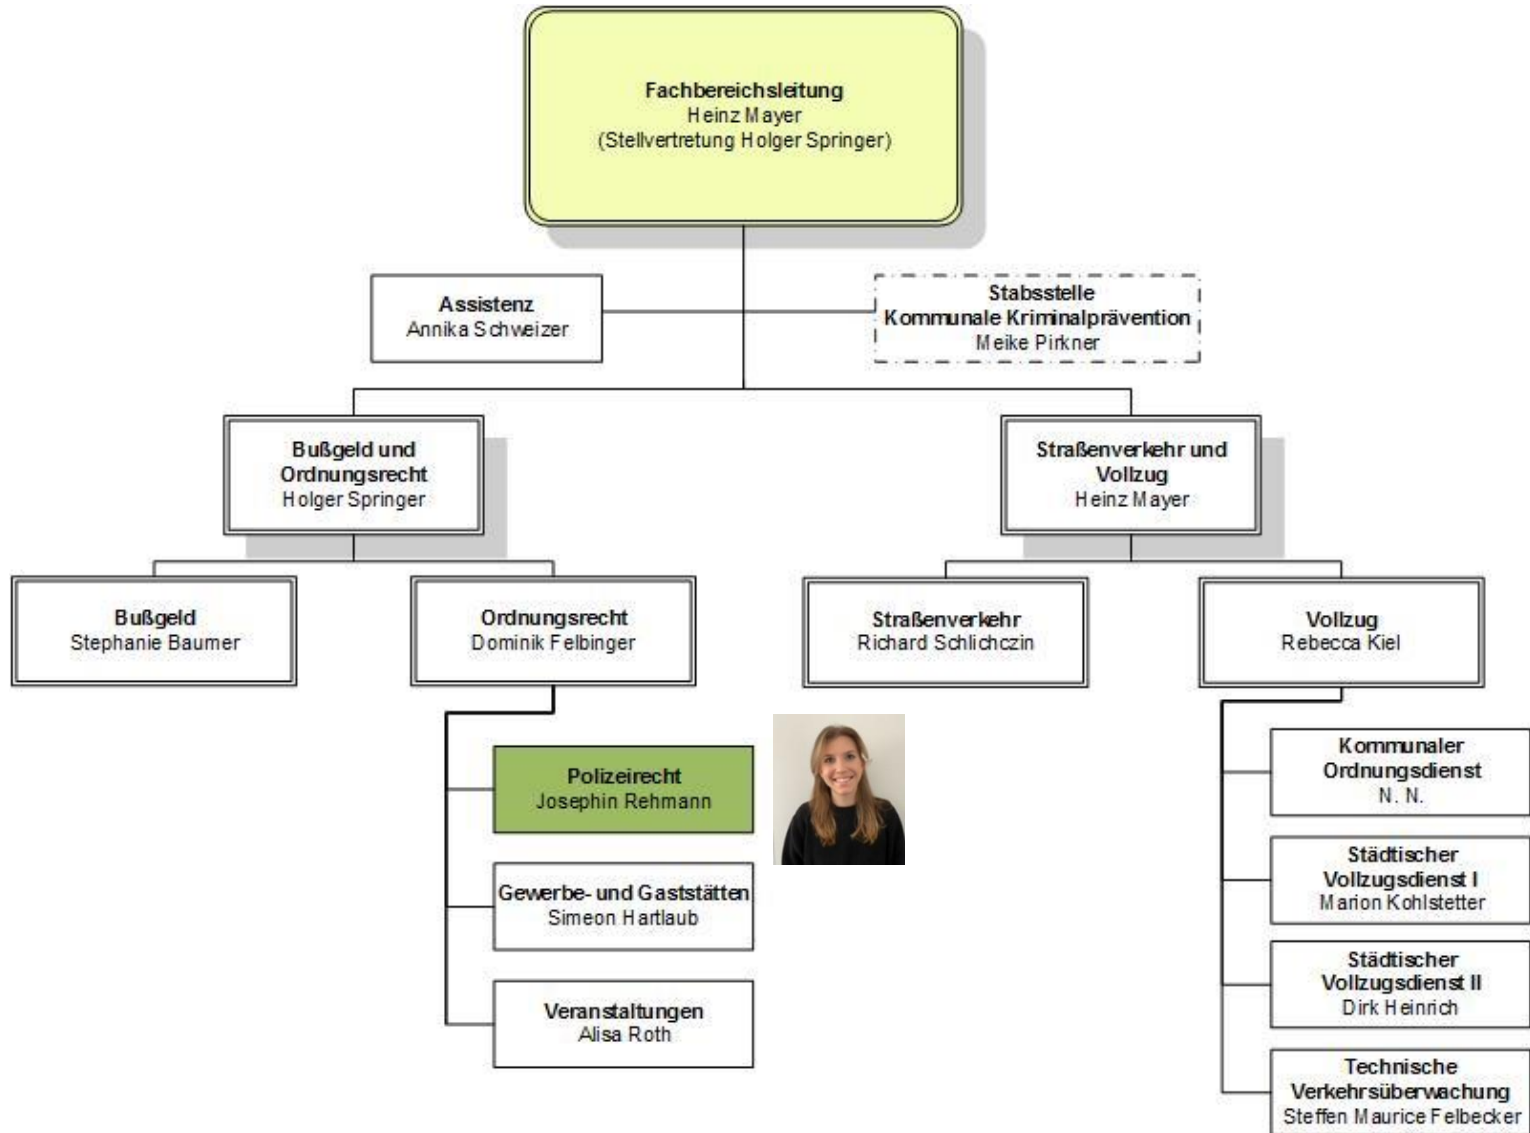 Fachbereichsleitung
Heinz Mayer
(Stellvertretung Holger Springer)
Assistenz
Annika Schweizer
Stabsstelle
Kommunale Kriminalprävention
Meike Pirkner
Bußgeld und
Ordnungsrecht
Holger Springer
Straßenverkehr und
Vollzug
Heinz Mayer
Bußgeld
Stephanie Baumer
Ordnungsrecht
Dominik Felbinger
Straßenverkehr
Richard Schlichczin
Vollzug
Rebecca Kiel
Polizeirecht
Josephin Rehmann
Gewerbe- und Gaststätten
Simeon Hartlaub
Veranstaltungen
Alisa Roth
Kommunaler
Ordnungsdienst
N. N.
Städtischer
Vollzugsdienst I
Marion Kohlstetter
Städtischer
Vollzugsdienst II
Dirk Heinrich
Technische
Verkehrsüberwachung
Steffen Maurice Felbecker